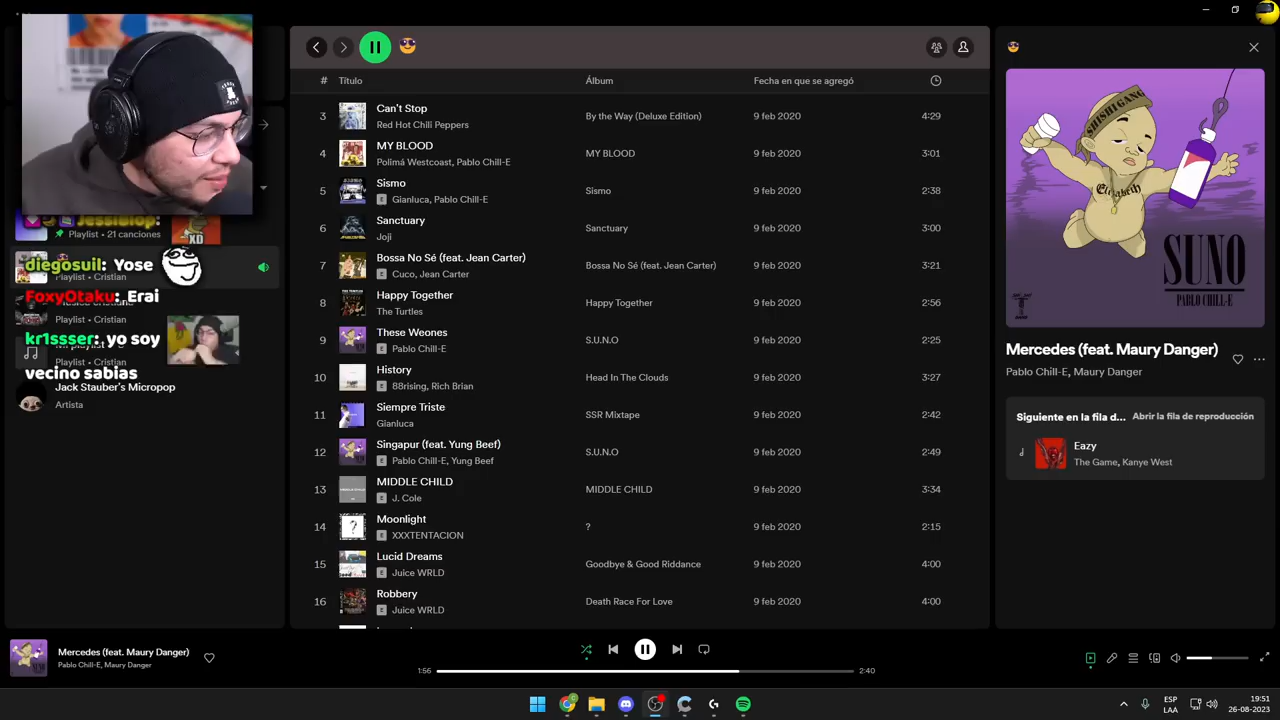 # Título Álbum Fecha en que se agregó
3 Can't Stop By the Way (Deluxe Edition) 9 feb 2020 4:29
Red Hot Chili Peppers
4 MY BLOOD MY BLOOD 9 feb 2020 3:01
Polimá Westcoast, Pablo Chill-E
5 Sismo Sismo 9 feb 2020 2:38
E Gianluca, Pablo Chill-E
6 Sanctuary Sanctuary 9 feb 2020 3:00
Joji
7 Bossa No Sé (feat. Jean Carter) Bossa No Sé (feat. Jean Carter) 9 feb 2020 3:21
E Cuco, Jean Carter
8 Happy Together Happy Together 9 feb 2020 2:56
The Turtles
9 These Weones S.U.N.O 9 feb 2020 2:25
E Pablo Chill-E
10 History Head In The Clouds 9 feb 2020 3:27
E 88rising, Rich Brian
11 Siempre Triste SSR Mixtape 9 feb 2020 2:42
Gianluca
12 Singapur (feat. Yung Beef) S.U.N.O 9 feb 2020 2:49
E Pablo Chill-E, Yung Beef
13 MIDDLE CHILD MIDDLE CHILD 9 feb 2020 3:34
E J. Cole
14 Moonlight ? 9 feb 2020 2:15
E XXXTENTACION
15 Lucid Dreams Goodbye & Good Riddance 9 feb 2020 4:00
E Juice WRLD
16 Robbery Death Race For Love 9 feb 2020 4:00
E Juice WRLD
JessiBlop:
Playlist • 21 canciones
XD
diegosuil: Yose
Playlist • Cristian
FoxyOtaku: Erai
Playlist • Cristian
kr1ssser: yo soy
Playlist • Cristian
vecino sabias
Jack Stauber's Micropop
Artista
SHISHIGANG
Elizabeth
SUNO
PABLO CHILL-E
Mercedes (feat. Maury Danger)
Pablo Chill-E, Maury Danger
Siguiente en la fila d... Abrir la fila de reproducción
Eazy
The Game, Kanye West
Mercedes (feat. Maury Danger)
Pablo Chill-E, Maury Danger
1:56 2:40
ESP
LAA
19:51
26-08-2023